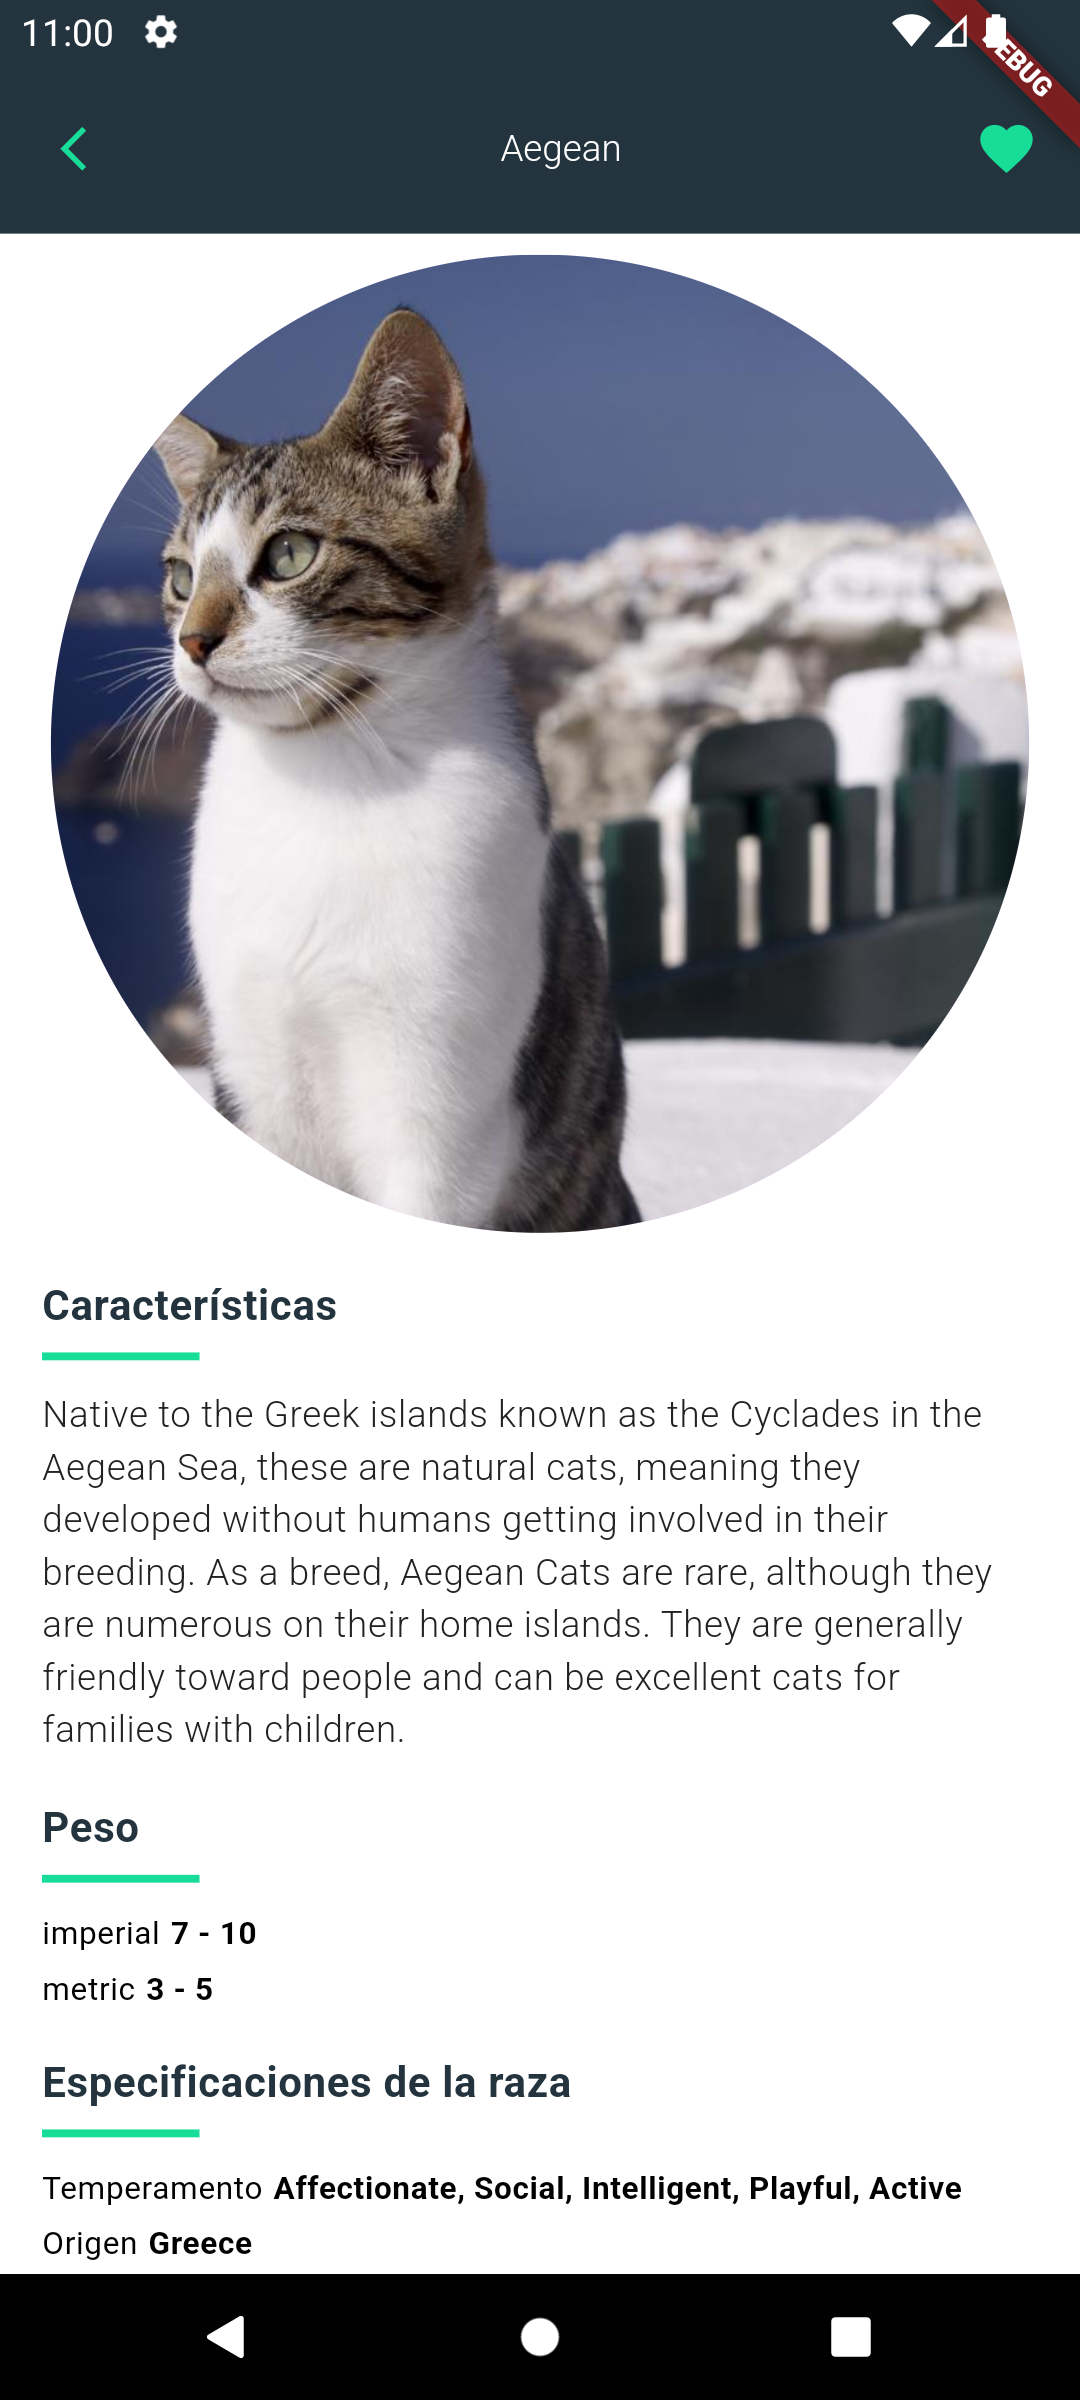 11:00
DEBUG
Aegean
Características
Native to the Greek islands known as the Cyclades in the
Aegean Sea, these are natural cats, meaning they
developed without humans getting involved in their
breeding. As a breed, Aegean Cats are rare, although they
are numerous on their home islands. They are generally
friendly toward people and can be excellent cats for
families with children.
Peso
imperial 7 - 10
metric 3 - 5
Especificaciones de la raza
Temperamento Affectionate, Social, Intelligent, Playful, Active
Origen Greece